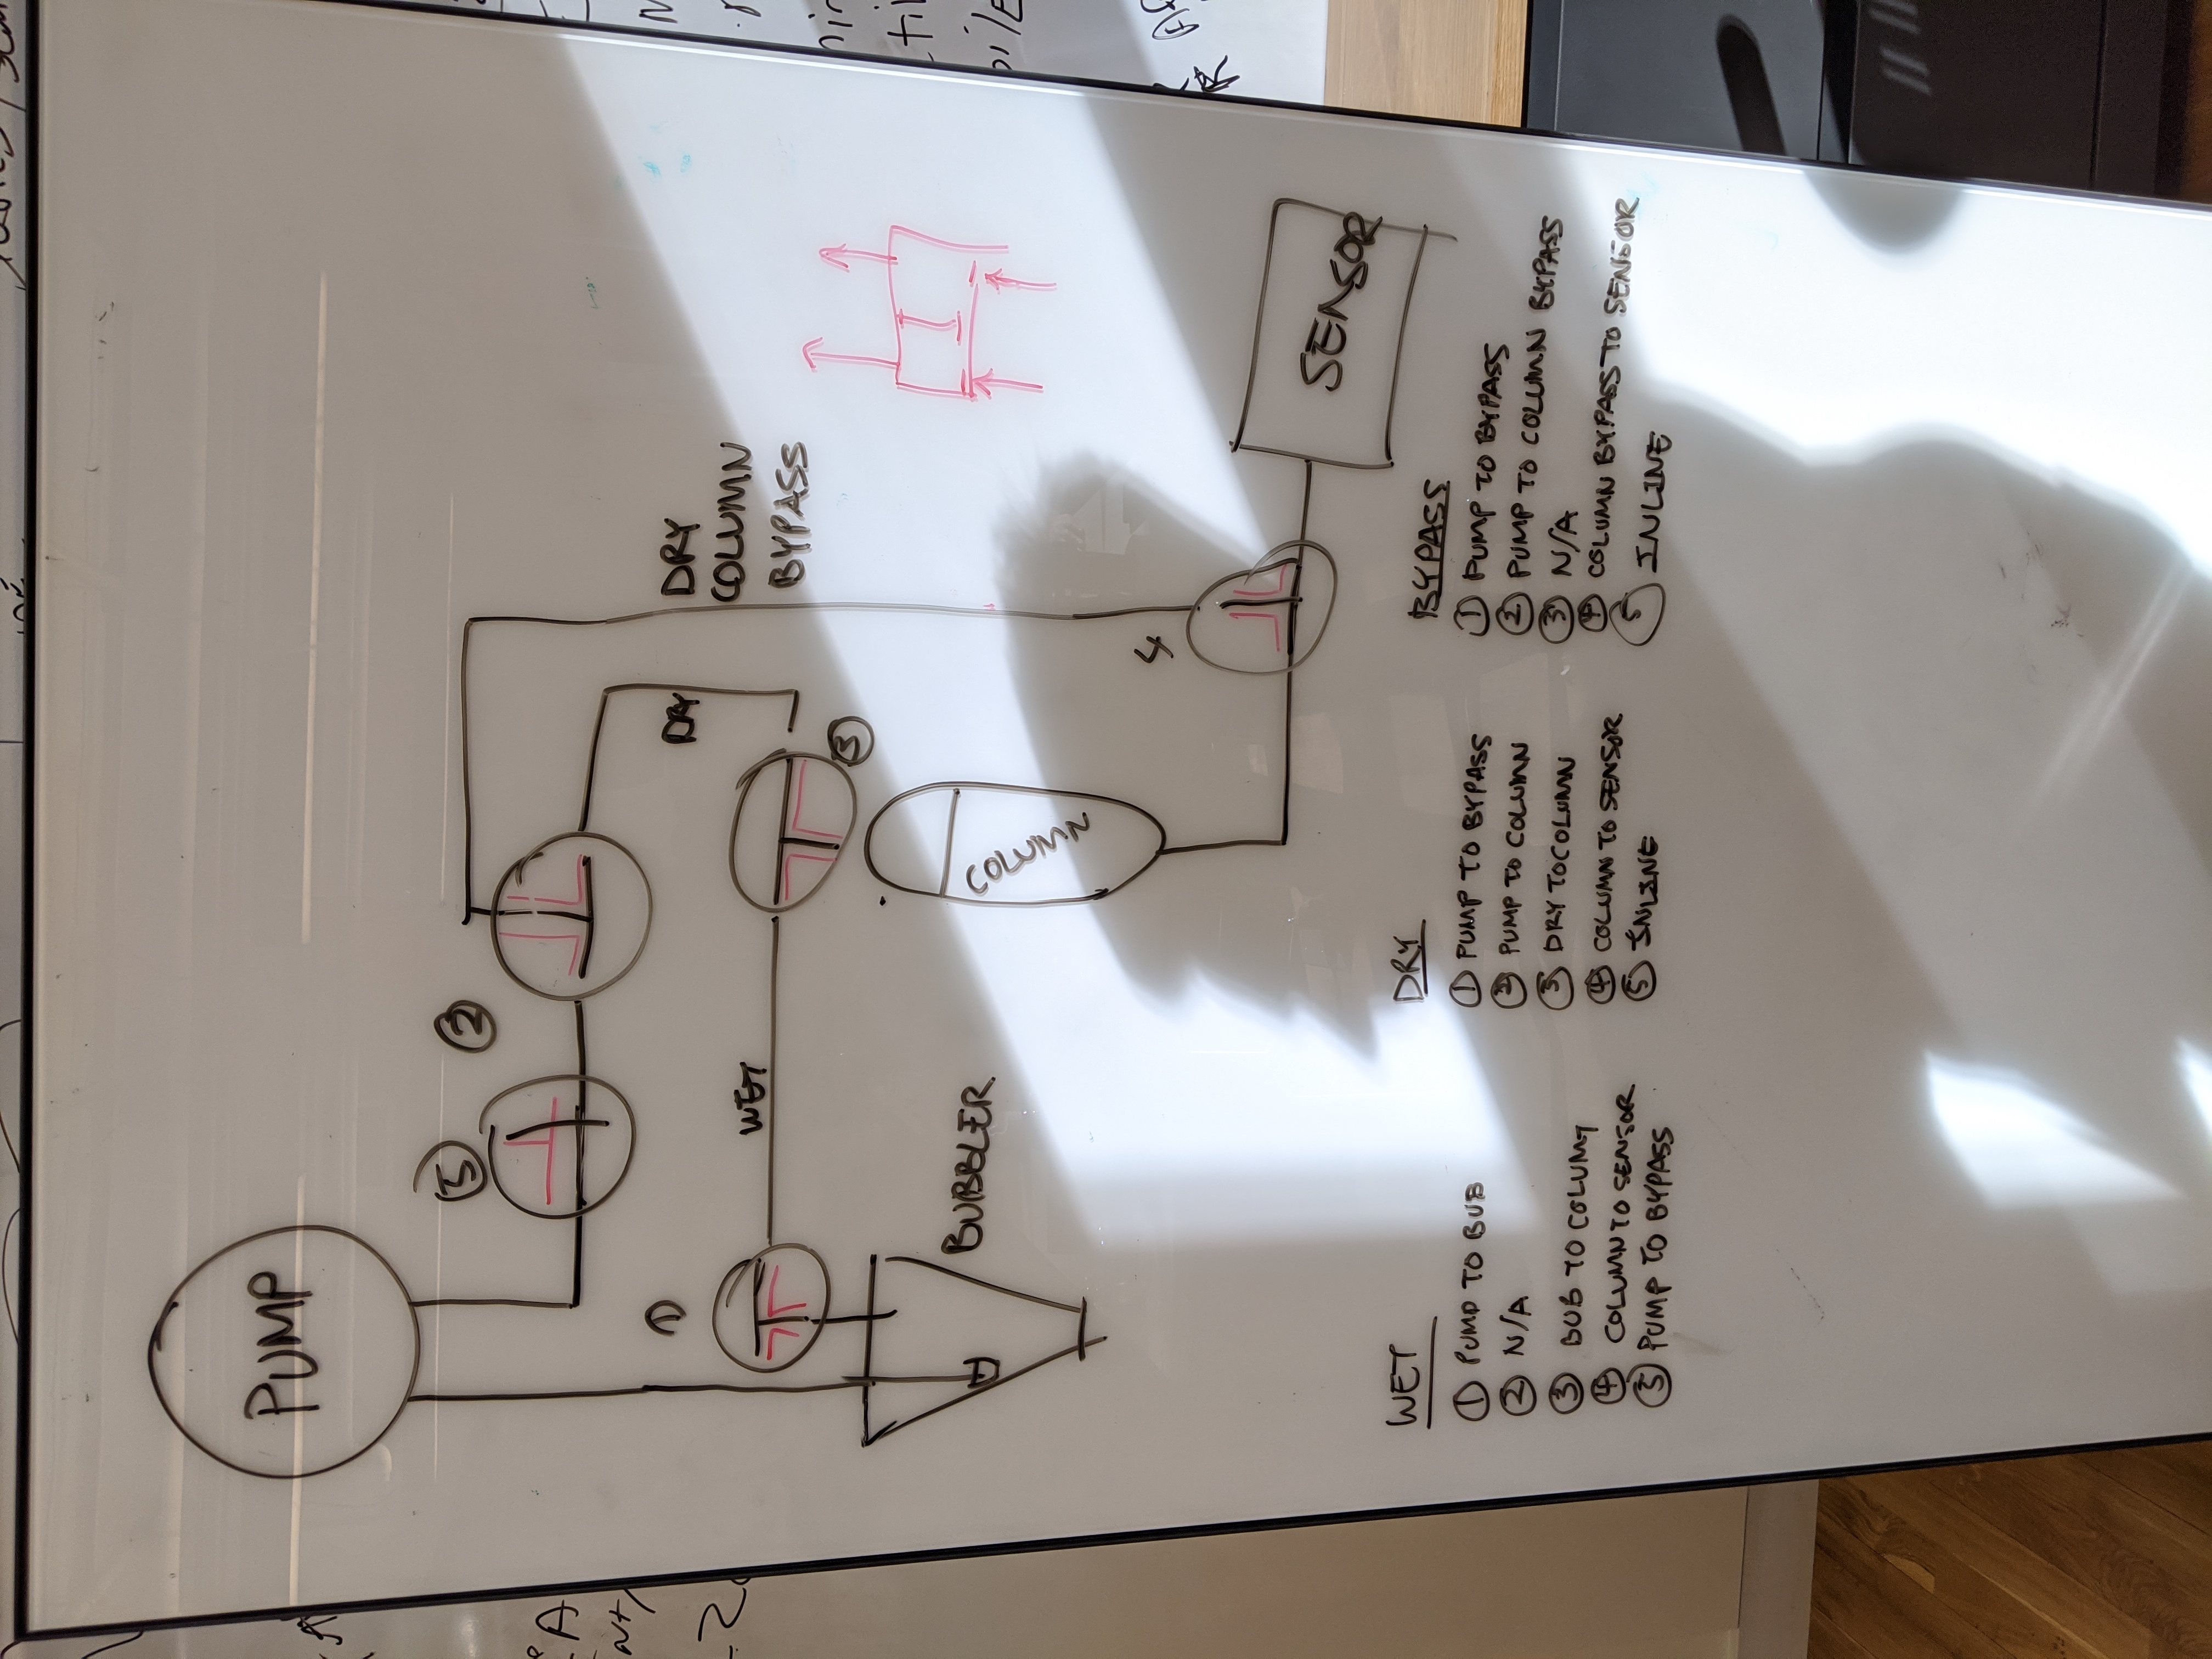 PUMP
5
2
1
DRY
DRY
COLUMN
BYPASS
WET
3
BUBBLER
COLUMN
4
SENSOR
WET
1 PUMP TO BUB
2 N/A
3 BUB TO COLUMT
4 COLUMN TO SENSOR
5 PUMP TO BYPASS
DRY
1 PUMP TO BYPASS
2 PUMP TO COLUMN
3 DRY TO COLUMN
4 COLUMN TO SENSOR
5 INLINE
BYPASS
1 PUMP TO BYPASS
2 PUMP TO COLUMN BYPASS
3 N/A
4 COLUMN BYPASS TO SENSOR
5 INLINE